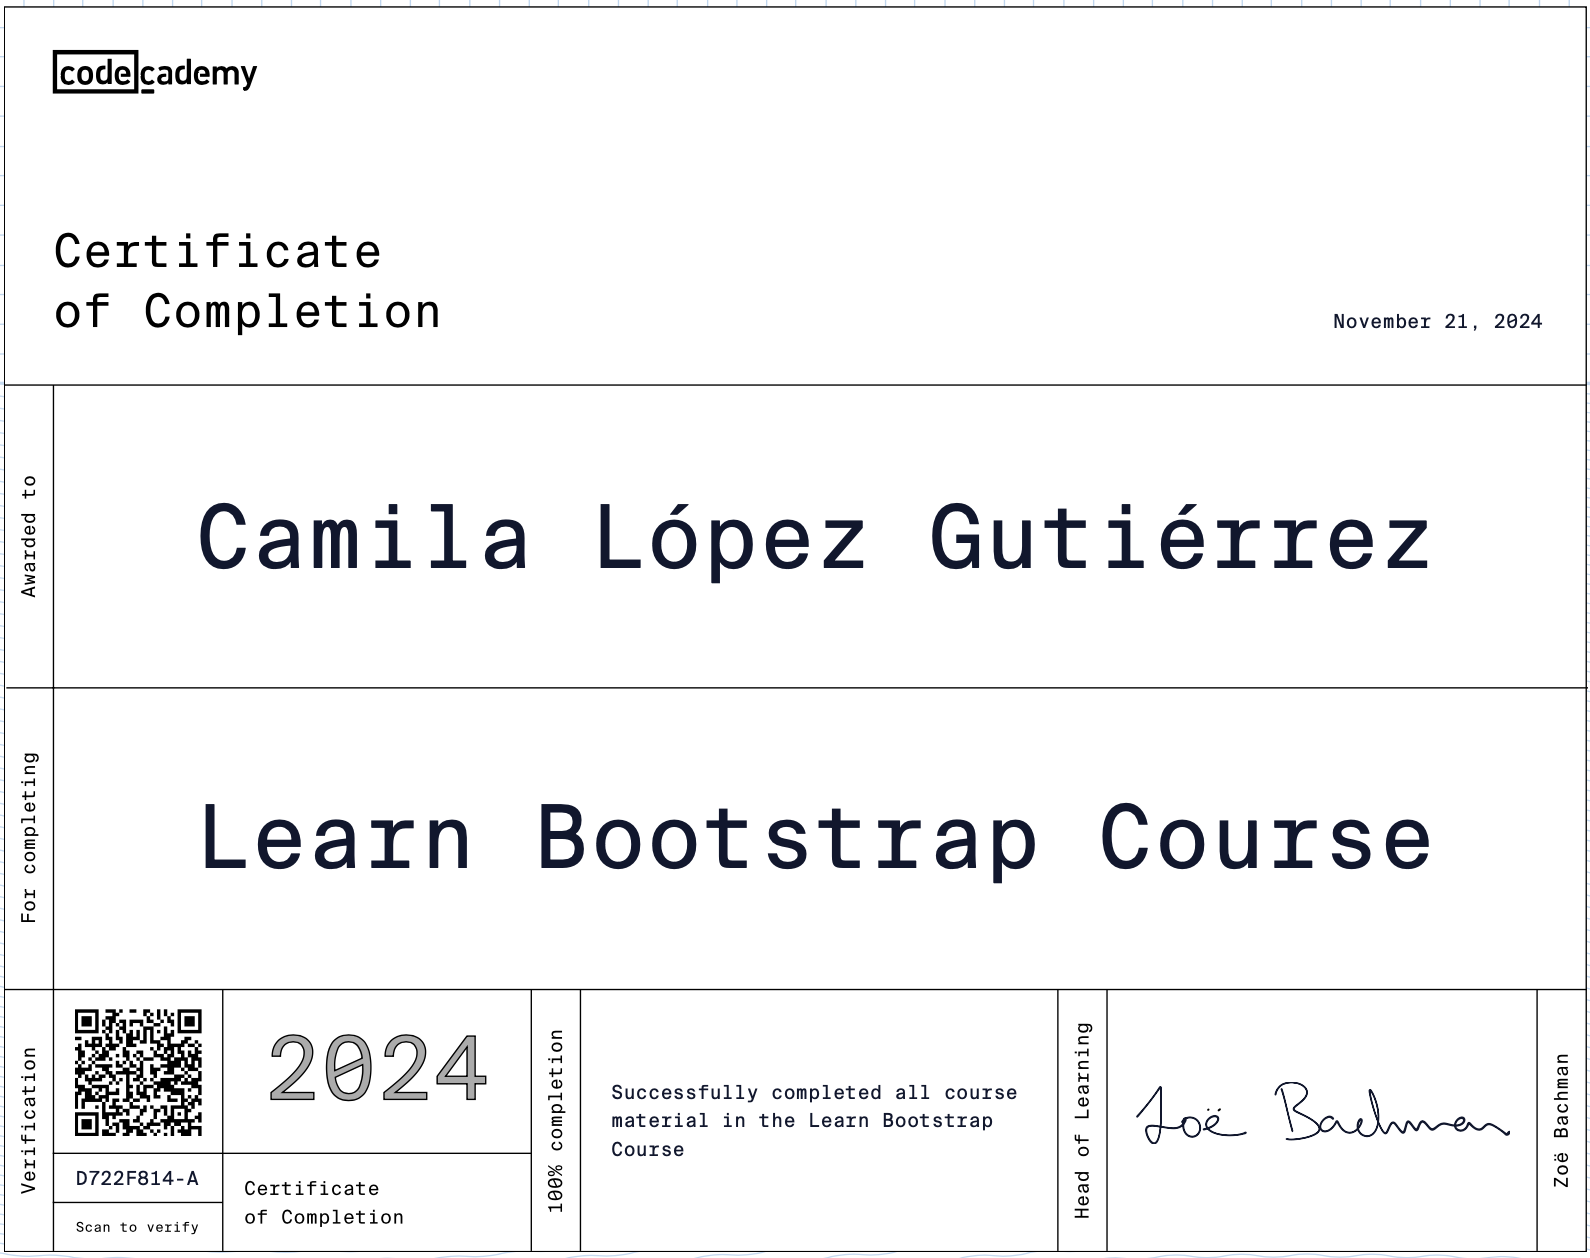 codecademy
Certificate
of Completion
November 21, 2024
Awarded to
Camila López Gutiérrez
For completing
Learn Bootstrap Course
Verification
D722F814-A
Scan to verify
2024
Certificate
of Completion
100% completion
Successfully completed all course
material in the Learn Bootstrap
Course
Head of Learning
Zoë Bachman
Zoë Bachman